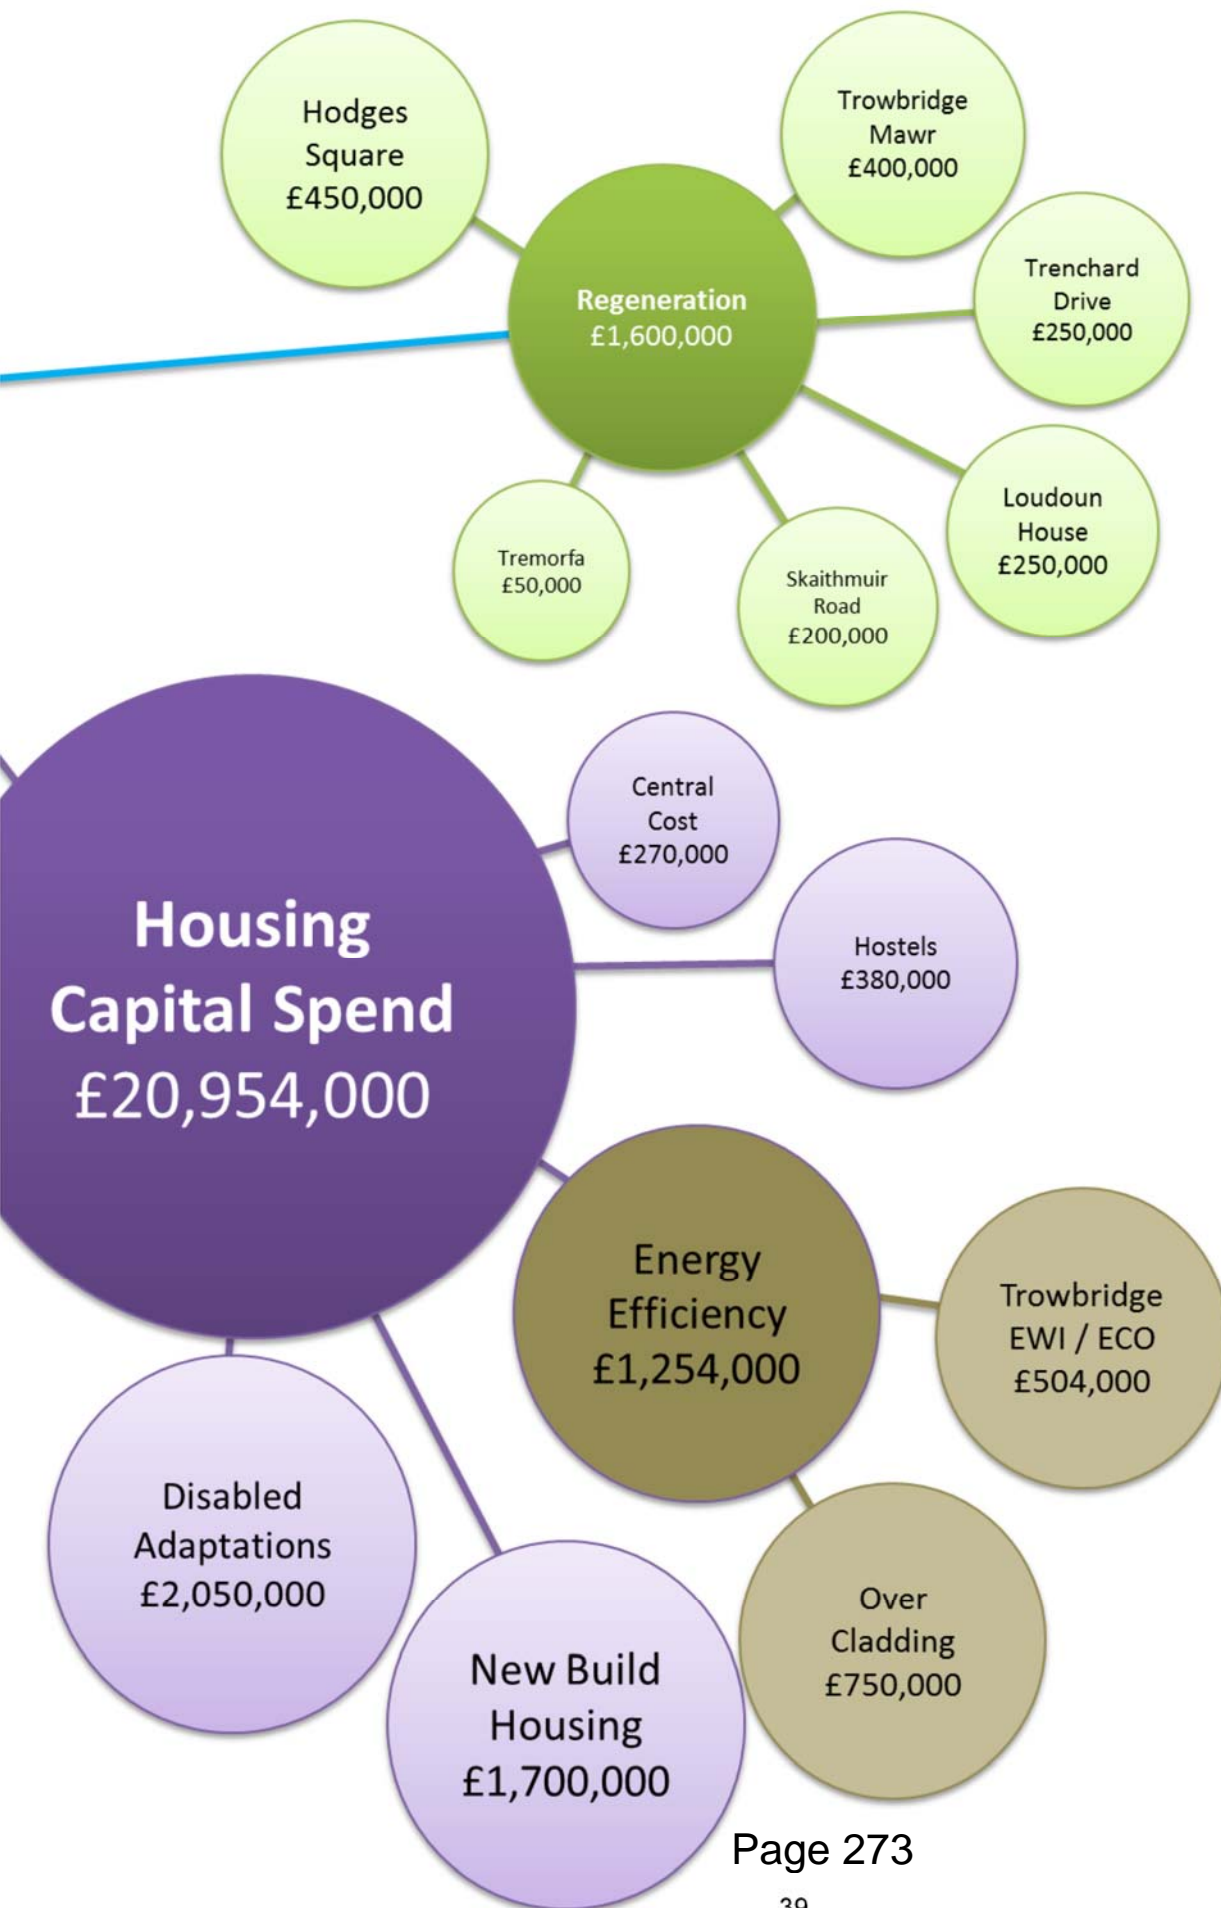 Hodges
Square
£450,000
Trowbridge
Mawr
£400,000
Regeneration
£1,600,000
Trenchard
Drive
£250,000
Loudoun
House
£250,000
Skaithmuir
Road
£200,000
Tremorfa
£50,000
Housing
Capital Spend
£20,954,000
Central
Cost
£270,000
Hostels
£380,000
Energy
Efficiency
£1,254,000
Trowbridge
EWI / ECO
£504,000
Over
Cladding
£750,000
Disabled
Adaptations
£2,050,000
New Build
Housing
£1,700,000
Page 273
39